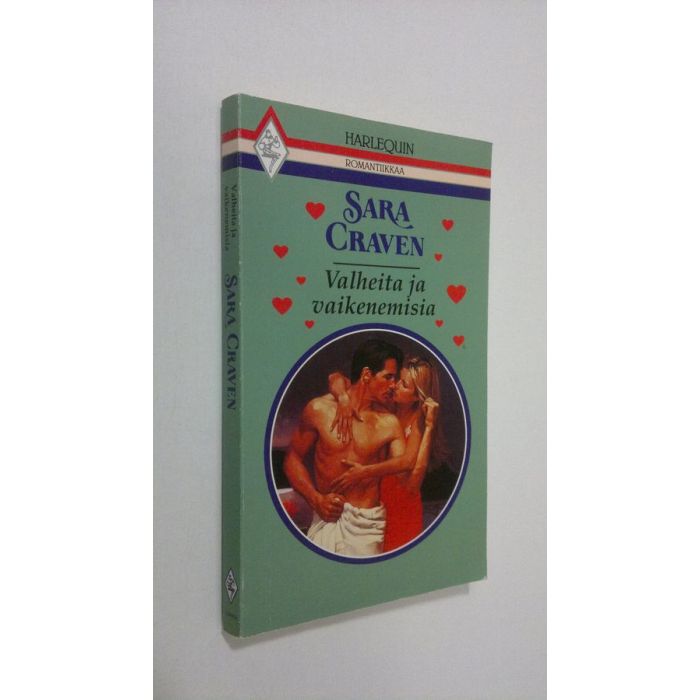 HARLEQUIN
ROMANTIIKKAA
SARA
CRAVEN
Valheita ja
vaikenemisia
Valheita ja
vaikenemisia
SARA CRAVEN